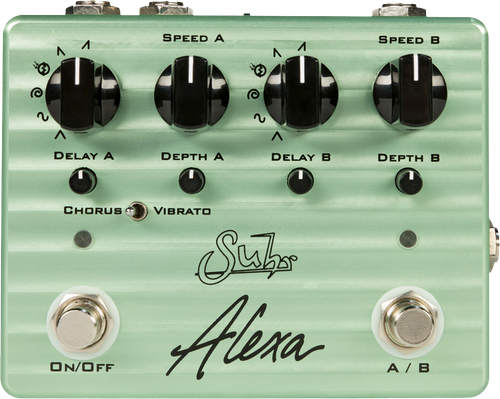 SPEED A
SPEED B
DELAY A
DEPTH A
DELAY B
DEPTH B
CHORUS
VIBRATO
Suhr
Alexa
ON/OFF
A / B